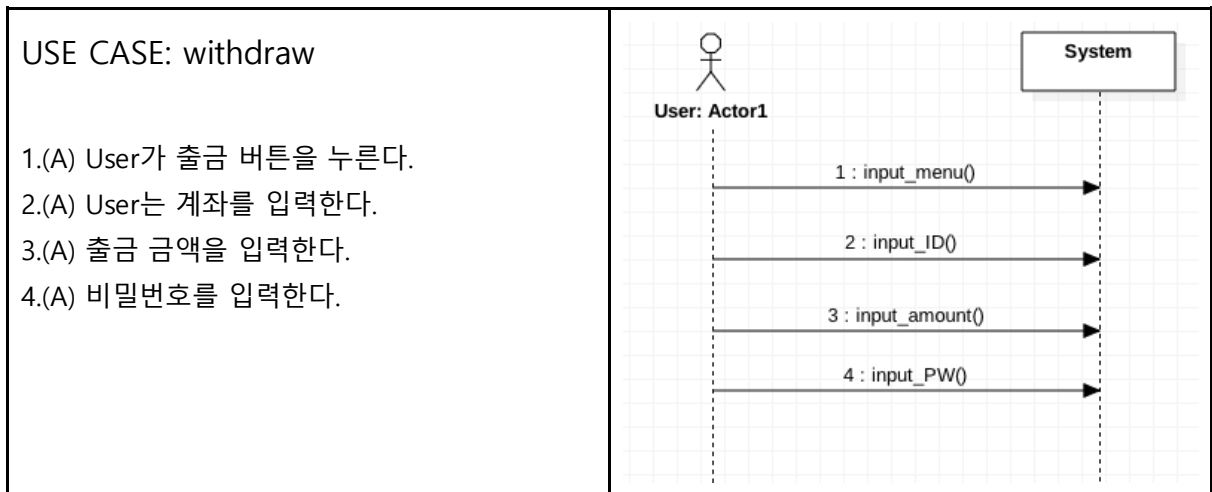 USE CASE: withdraw
1.(A) User가 출금 버튼을 누른다.
2.(A) User는 계좌를 입력한다.
3.(A) 출금 금액을 입력한다.
4.(A) 비밀번호를 입력한다.
System
User: Actor1
1 : input_menu()
2 : input_ID()
3 : input_amount()
4 : input_PW()